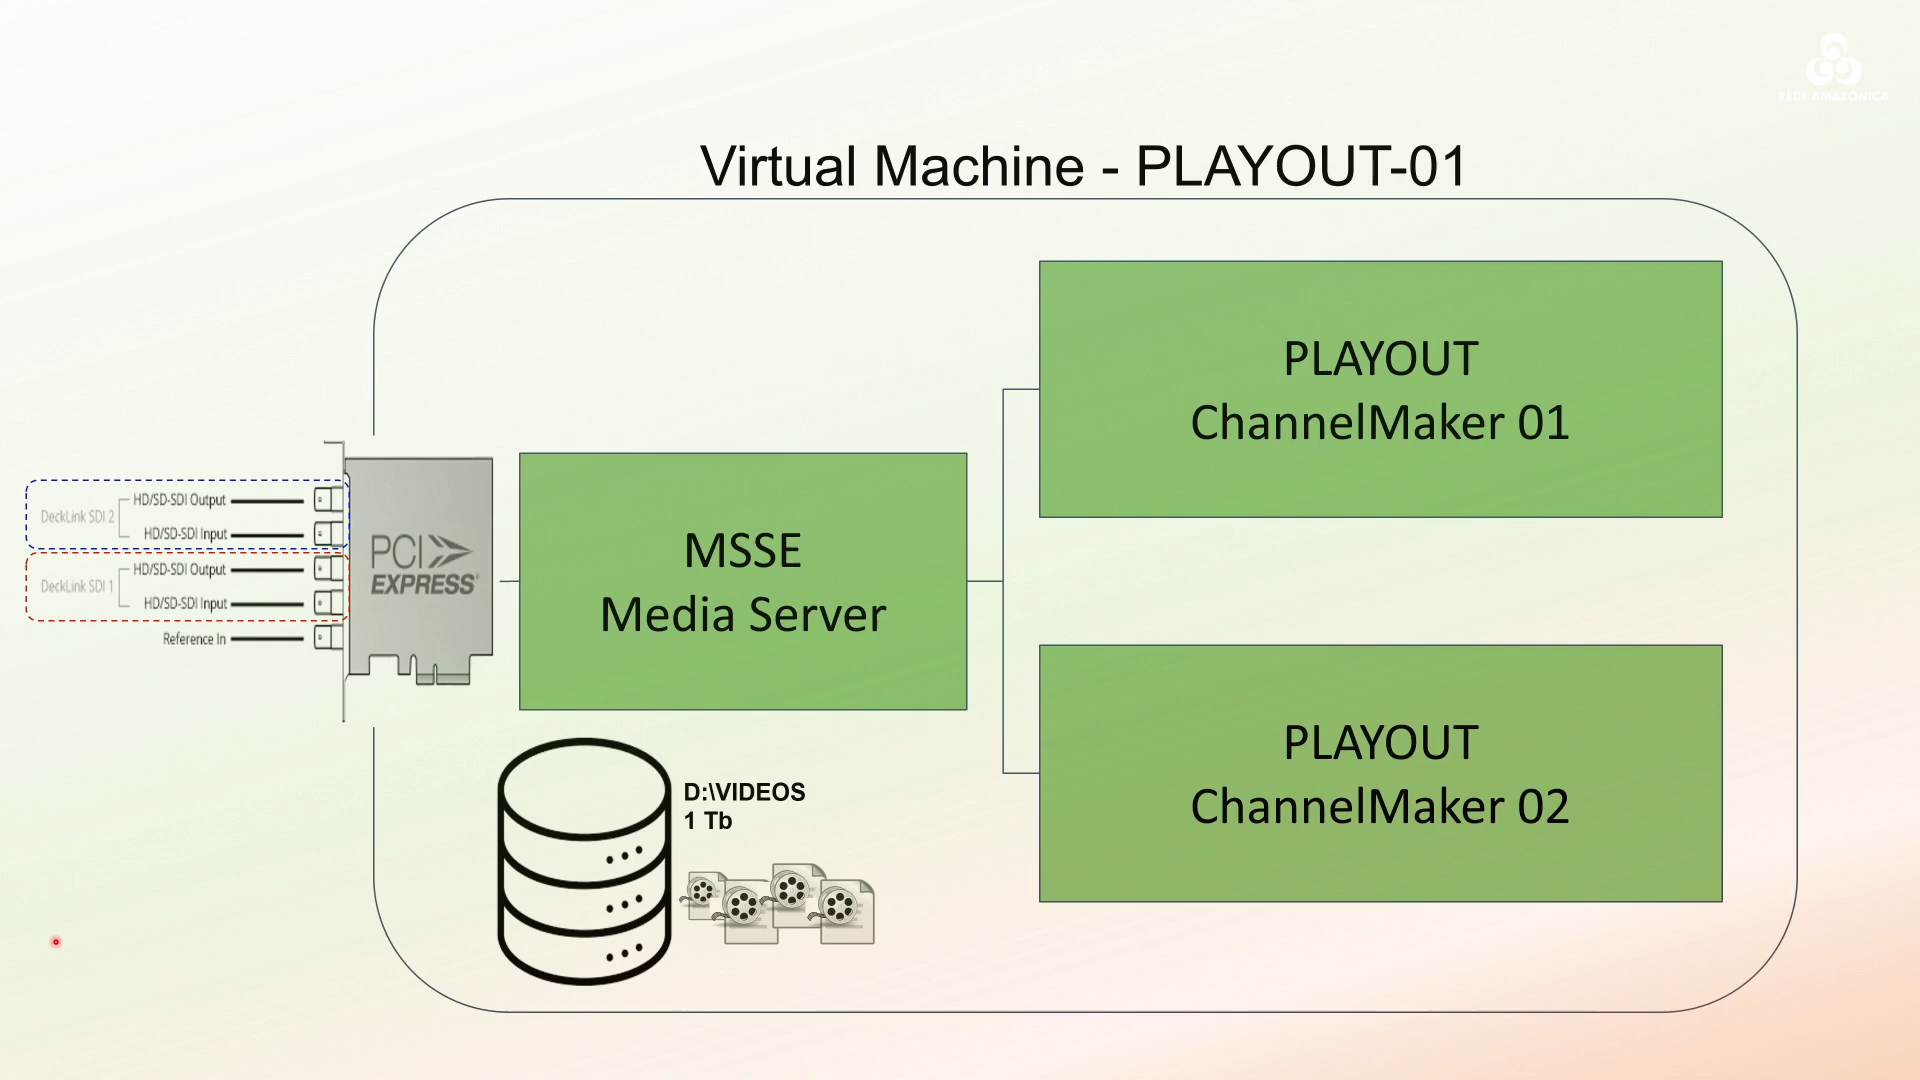 REDE AMAZÔNICA
Virtual Machine - PLAYOUT-01
PLAYOUT
ChannelMaker 01
DeckLink SDI 2
HD/SD-SDI Output
HD/SD-SDI Input
DeckLink SDI 1
HD/SD-SDI Output
HD/SD-SDI Input
Reference In
PCI
EXPRESS®
MSSE
Media Server
PLAYOUT
ChannelMaker 02
D:\VIDEOS
1 Tb